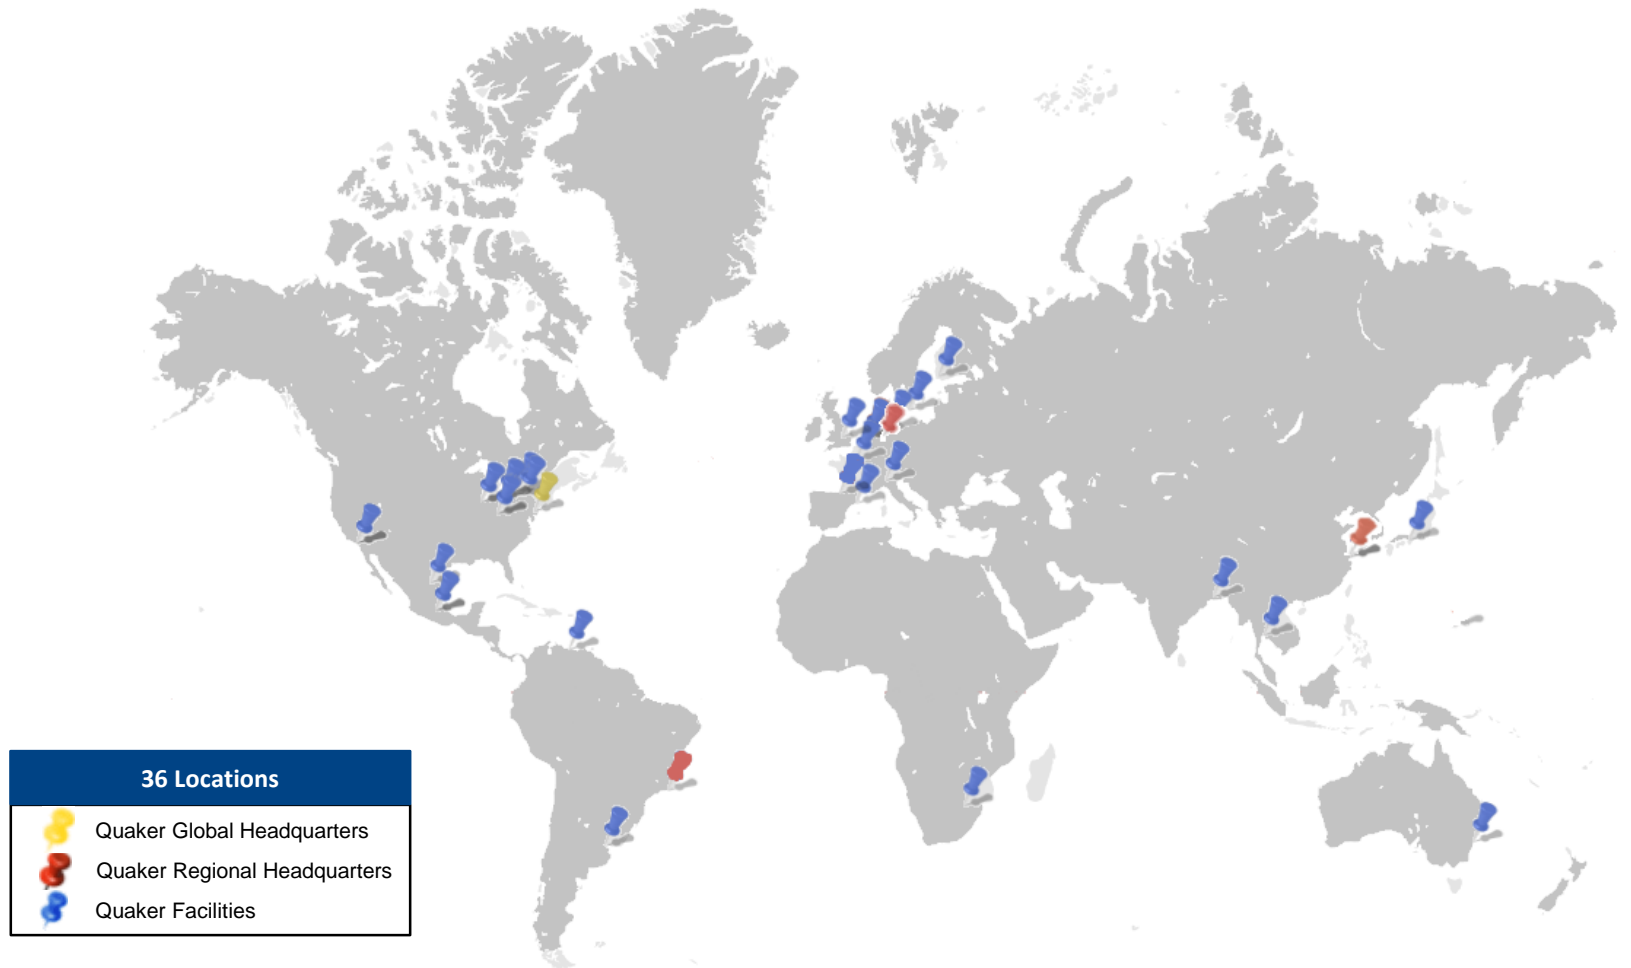 36 Locations
Quaker Global Headquarters
Quaker Regional Headquarters
Quaker Facilities